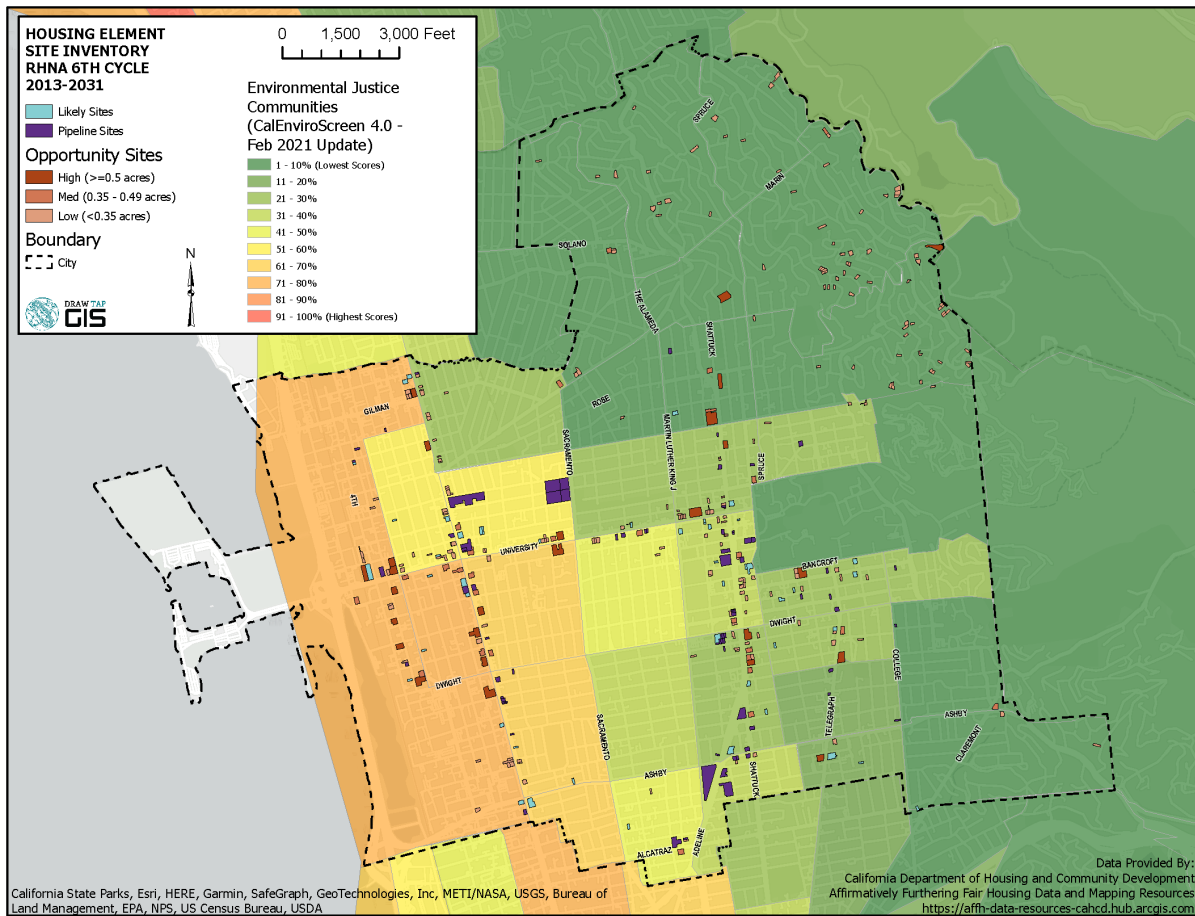 HOUSING ELEMENT
SITE INVENTORY
RHNA 6TH CYCLE
2013-2031
Likely Sites
Pipeline Sites
Opportunity Sites
High (>=0.5 acres)
Med (0.35 - 0.49 acres)
Low (<0.35 acres)
Boundary
City
DRAW TAP
GIS
N
0 1,500 3,000 Feet
Environmental Justice
Communities
(CalEnviroScreen 4.0 -
Feb 2021 Update)
1 - 10% (Lowest Scores)
11 - 20%
21 - 30%
31 - 40%
41 - 50%
51 - 60%
61 - 70%
71 - 80%
81 - 90%
91 - 100% (Highest Scores)
SPRUCE
MARIN
SOLANO
THE ALAMEDA
SHATTUCK
ROSE
GILMAN
SACRAMENTO
MARTIN LUTHER KING J
SPRUCE
4TH
UNIVERSITY
BANCROFT
DWIGHT
COLLEGE
DWIGHT
SACRAMENTO
TELEGRAPH
ASHBY
CLAREMONT
ASHBY
SHATTUCK
ADELINE
ALCATRAZ
California State Parks, Esri, HERE, Garmin, SafeGraph, GeoTechnologies, Inc, METI/NASA, USGS, Bureau of
Land Management, EPA, NPS, US Census Bureau, USDA
Data Provided By:
California Department of Housing and Community Development
Affirmatively Furthering Fair Housing Data and Mapping Resources
https://affh-data-resources-cahcd.hub.arcgis.com